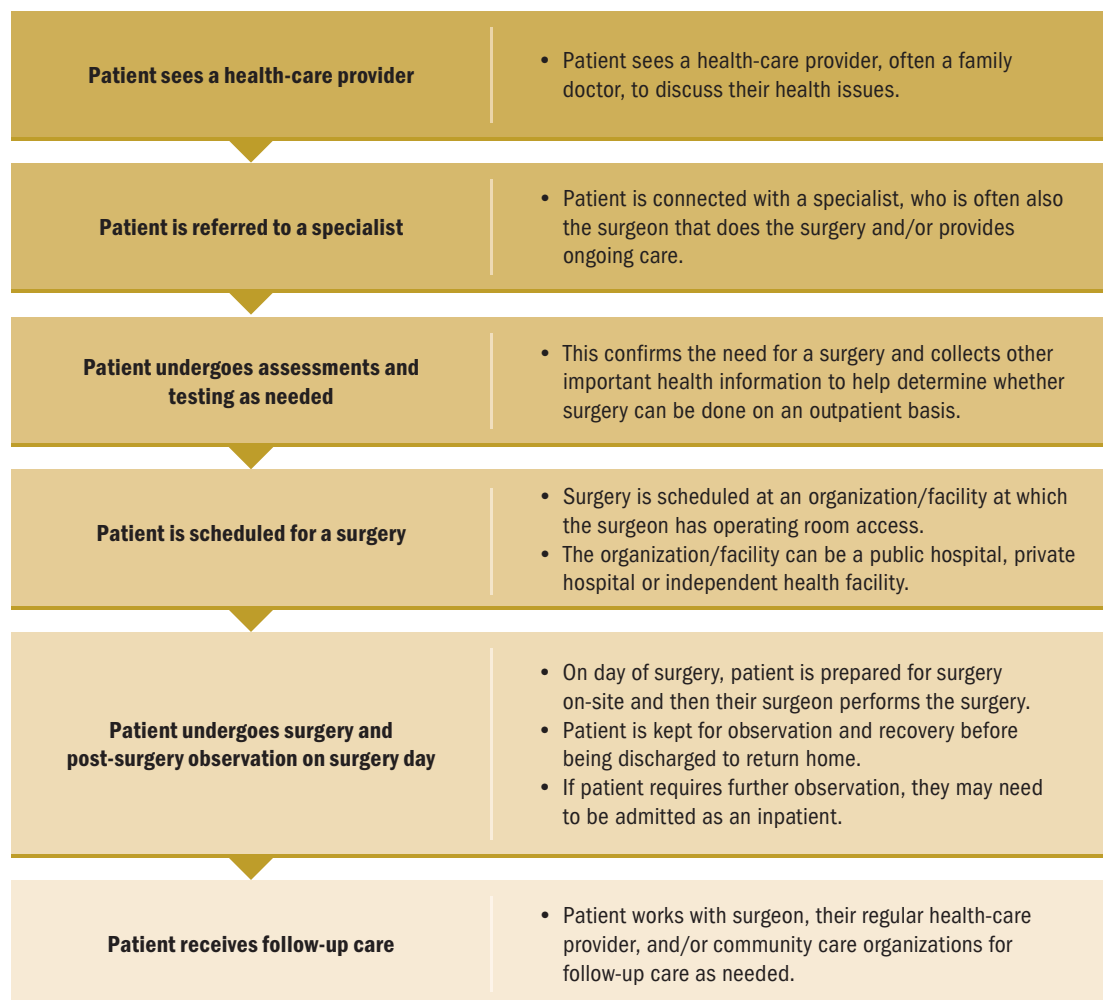 Patient sees a health-care provider
• Patient sees a health-care provider, often a family
doctor, to discuss their health issues.
Patient is referred to a specialist
• Patient is connected with a specialist, who is often also
the surgeon that does the surgery and/or provides
ongoing care.
Patient undergoes assessments and
testing as needed
• This confirms the need for a surgery and collects other
important health information to help determine whether
surgery can be done on an outpatient basis.
Patient is scheduled for a surgery
• Surgery is scheduled at an organization/facility at which
the surgeon has operating room access.
• The organization/facility can be a public hospital, private
hospital or independent health facility.
Patient undergoes surgery and
post-surgery observation on surgery day
• On day of surgery, patient is prepared for surgery
on-site and then their surgeon performs the surgery.
• Patient is kept for observation and recovery before
being discharged to return home.
• If patient requires further observation, they may need
to be admitted as an inpatient.
Patient receives follow-up care
• Patient works with surgeon, their regular health-care
provider, and/or community care organizations for
follow-up care as needed.